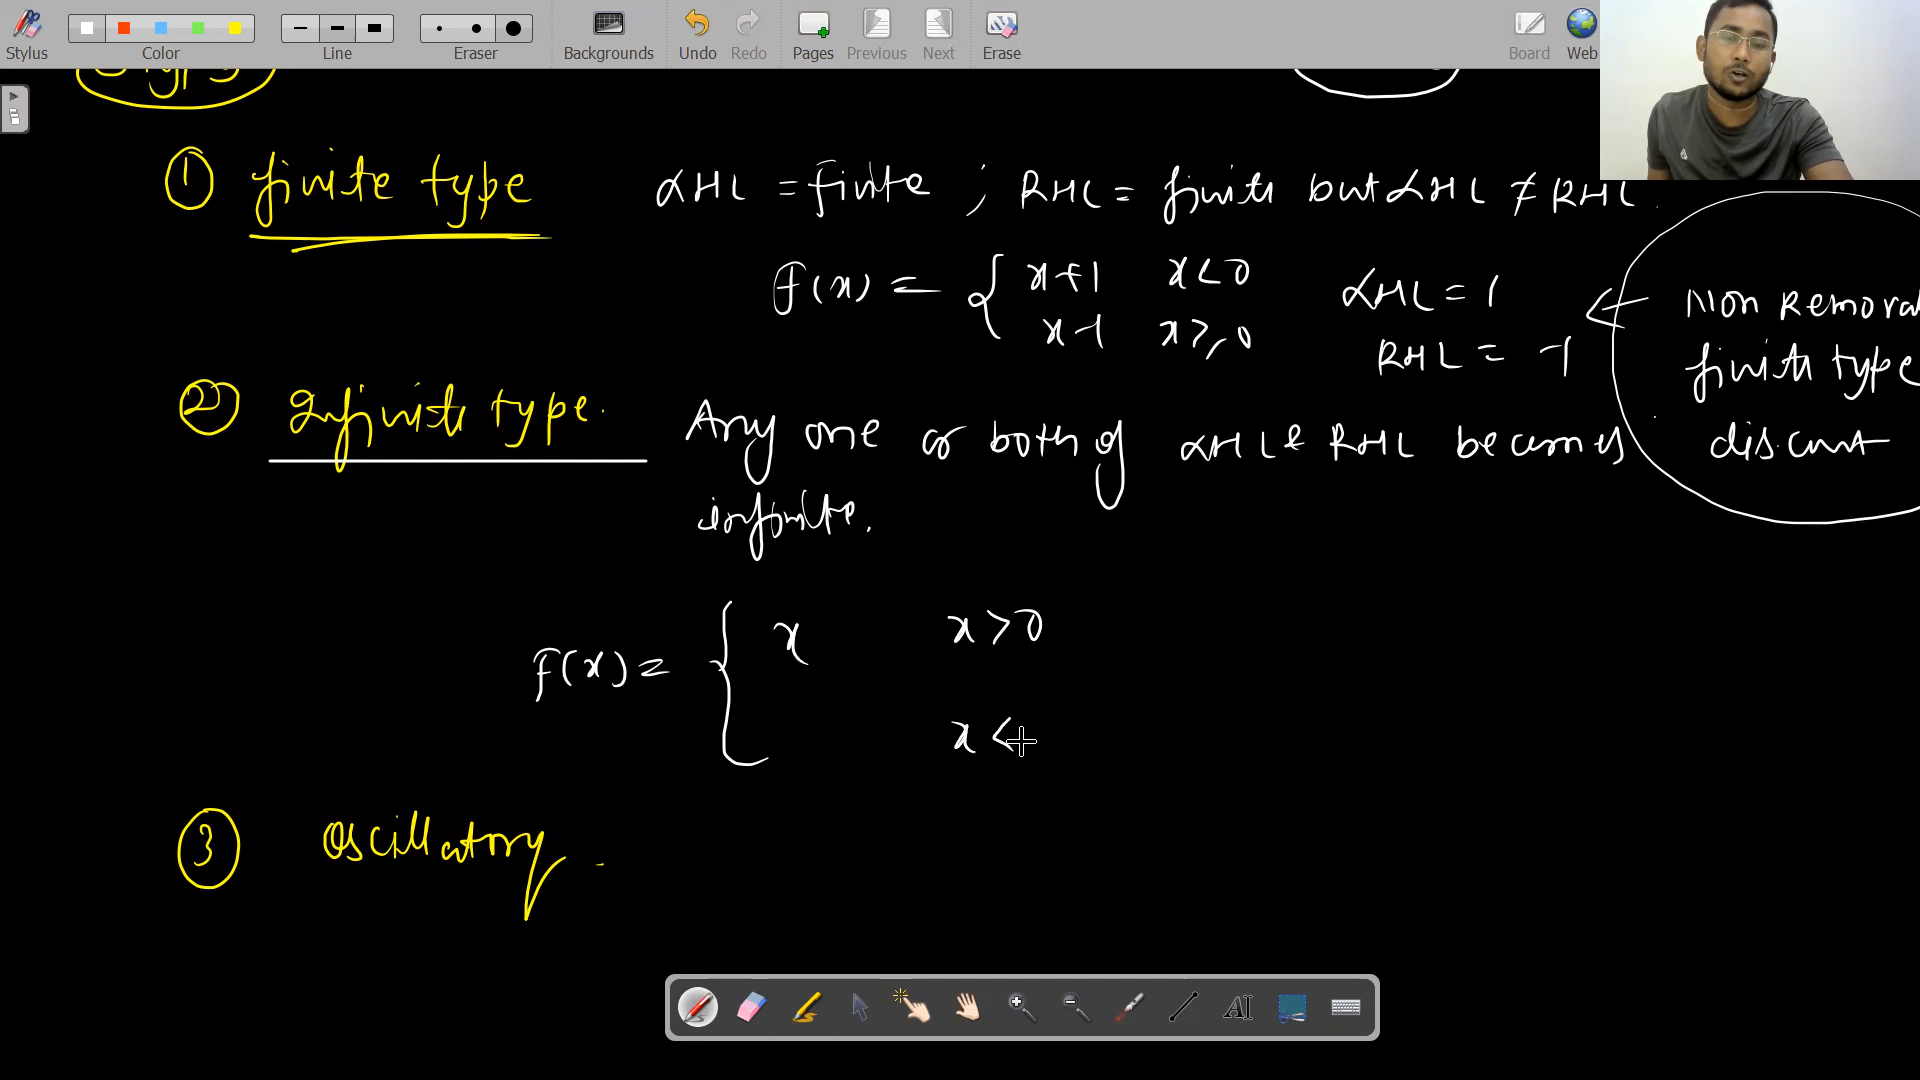 Stylus Color Line Eraser Backgrounds Undo Redo Pages Previous Next Erase Board Web
① finite type LHL = finite ; RHL = finite but LHL ≠ RHL.
f(x) = { x+1 x<0
x-1 x≥0
LHL = 1
RHL = -1
Non Remova
finite type
discont
② Infinite type. Any one or both of LHL & RHL becomes
infinite.
f(x) = { x x>0
x <
③ Oscillatory.